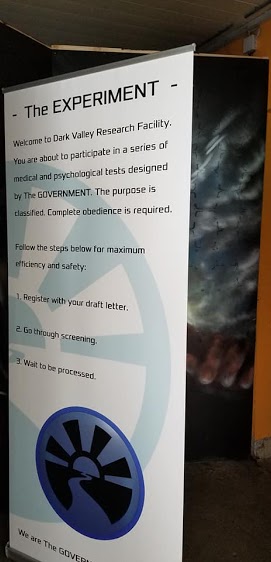 - The EXPERIMENT -
Welcome to Dark Valley Research Facility.
You are about to participate in a series of
medical and psychological tests designed
by The GOVERNMENT. The purpose is
classified. Complete obedience is required.
Follow the steps below for maximum
efficiency and safety:
1. Register with your draft letter.
2. Go through screening.
3. Wait to be processed.
We are The